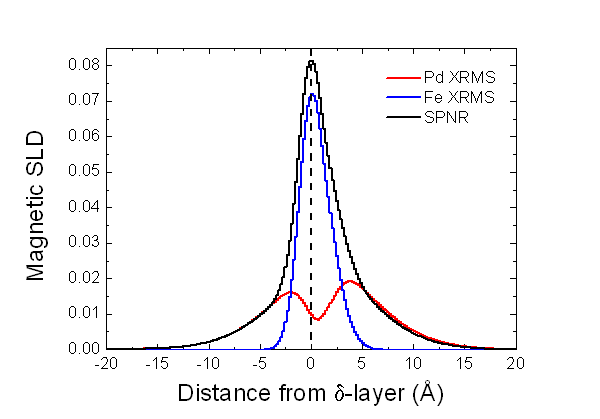 Magnetic SLD
0.08
0.07
0.06
0.05
0.04
0.03
0.02
0.01
0.00
Pd XRMS
Fe XRMS
SPNR
-20 -15 -10 -5 0 5 10 15 20
Distance from δ-layer (Å)